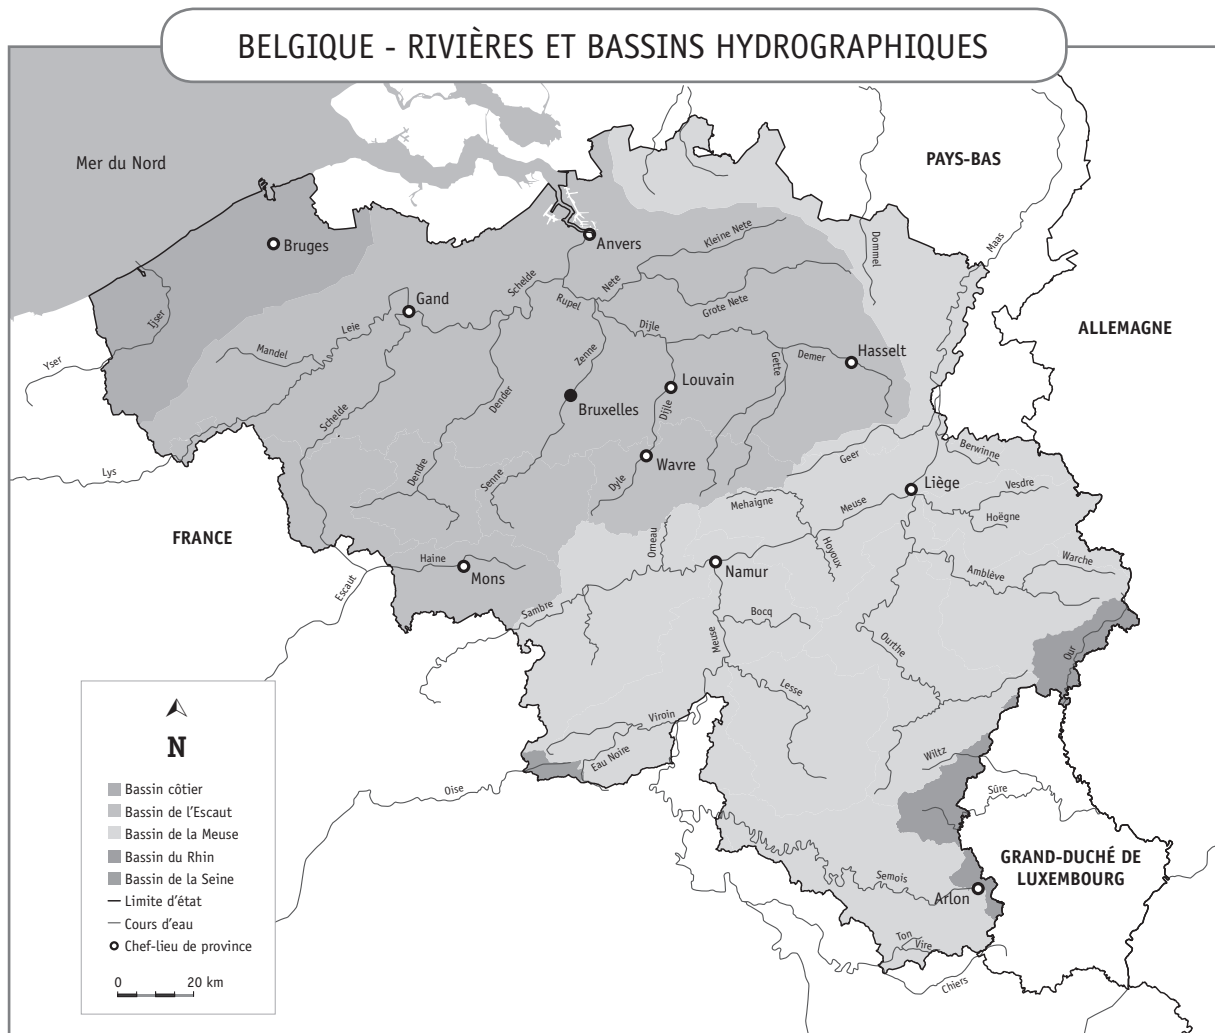 BELGIQUE - RIVIÈRES ET BASSINS HYDROGRAPHIQUES
Mer du Nord
PAYS-BAS
Bruges
Anvers
Kleine Nete
Dommel
Maas
Schelde
Nete
Rupel
Grote Nete
Gand
Ijser
Leie
Mandel
Dijle
ALLEMAGNE
Yser
Zenne
Gette
Demer
Hasselt
Schelde
Dender
Bruxelles
Louvain
Dijle
Lys
Dendre
Senne
Dyle
Wavre
Geer
Berwinne
Liège
Vesdre
Hoëgne
Mehaigne
Meuse
FRANCE
Haine
Mons
Escaut
Omeau
Namur
Hoyoux
Amblève
Warche
Sambre
Bocq
Meuse
Ourthe
Our
Lesse
Viroin
Eau Noire
Oise
Wiltz
Sûre
GRAND-DUCHÉ DE
LUXEMBOURG
Semois
Arlon
Ton
Vire
Chiers
N
Bassin côtier
Bassin de l'Escaut
Bassin de la Meuse
Bassin du Rhin
Bassin de la Seine
Limite d'état
Cours d'eau
Chef-lieu de province
0 20 km